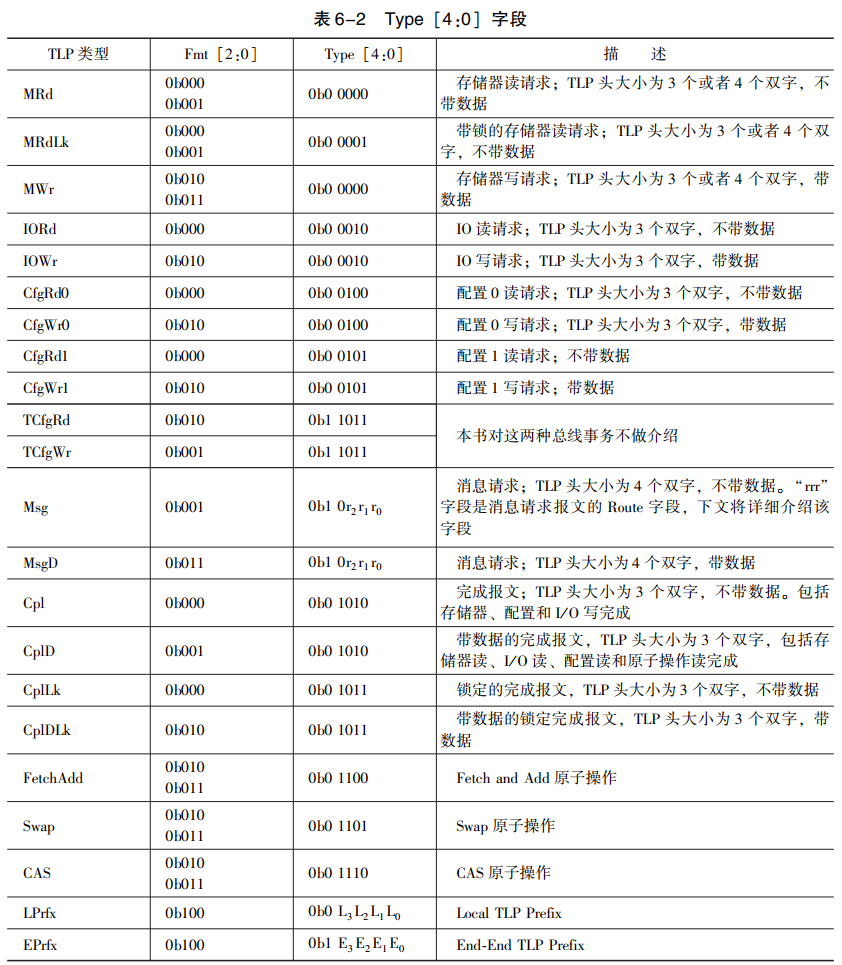 表 6-2 Type [4:0] 字段
TLP 类型 Fmt [2:0] Type [4:0] 描 述
MRd 0b000 0b001 0b0 0000 存储器读请求；TLP 头大小为 3 个或者 4 个双字，不
带数据
MRdLk 0b000 0b001 0b0 0001 带锁的存储器读请求；TLP 头大小为 3 个或者 4 个双
字，不带数据
MWr 0b010 0b011 0b0 0000 存储器写请求；TLP 头大小为 3 个或者 4 个双字，带
数据
IORd 0b000 0b0 0010 IO 读请求；TLP 头大小为 3 个双字，不带数据
IOWr 0b010 0b0 0010 IO 写请求；TLP 头大小为 3 个双字，带数据
CfgRd0 0b000 0b0 0100 配置 0 读请求；TLP 头大小为 3 个双字，不带数据
CfgWr0 0b010 0b0 0100 配置 0 写请求；TLP 头大小为 3 个双字，带数据
CfgRd1 0b000 0b0 0101 配置 1 读请求；不带数据
CfgWr1 0b010 0b0 0101 配置 1 写请求；带数据
TCfgRd 0b010 0b1 1011 本书对这两种总线事务不做介绍
TCfgWr 0b001 0b1 1011
Msg 0b001 0b1 0r₂r₁r₀ 消息请求；TLP 头大小为 4 个双字，不带数据。“rrr”
字段是消息请求报文的 Route 字段，下文将详细介绍该
字段
MsgD 0b011 0b1 0r₂r₁r₀ 消息请求；TLP 头大小为 4 个双字，带数据
Cpl 0b000 0b0 1010 完成报文；TLP 头大小为 3 个双字，不带数据。包括
存储器、配置和 I/O 写完成
CplD 0b001 0b0 1010 带数据的完成报文，TLP 头大小为 3 个双字，包括存
储器读、I/O 读、配置读和原子操作读完成
CplLk 0b000 0b0 1011 锁定的完成报文，TLP 头大小为 3 个双字，不带数据
CplDLk 0b010 0b0 1011 带数据的锁定完成报文，TLP 头大小为 3 个双字，带
数据
FetchAdd 0b010 0b011 0b0 1100 Fetch and Add 原子操作
Swap 0b010 0b011 0b0 1101 Swap 原子操作
CAS 0b010 0b011 0b0 1110 CAS 原子操作
LPrfx 0b100 0b0 L₃L₂L₁L₀ Local TLP Prefix
EPrfx 0b100 0b1 E₃E₂E₁E₀ End-End TLP Prefix